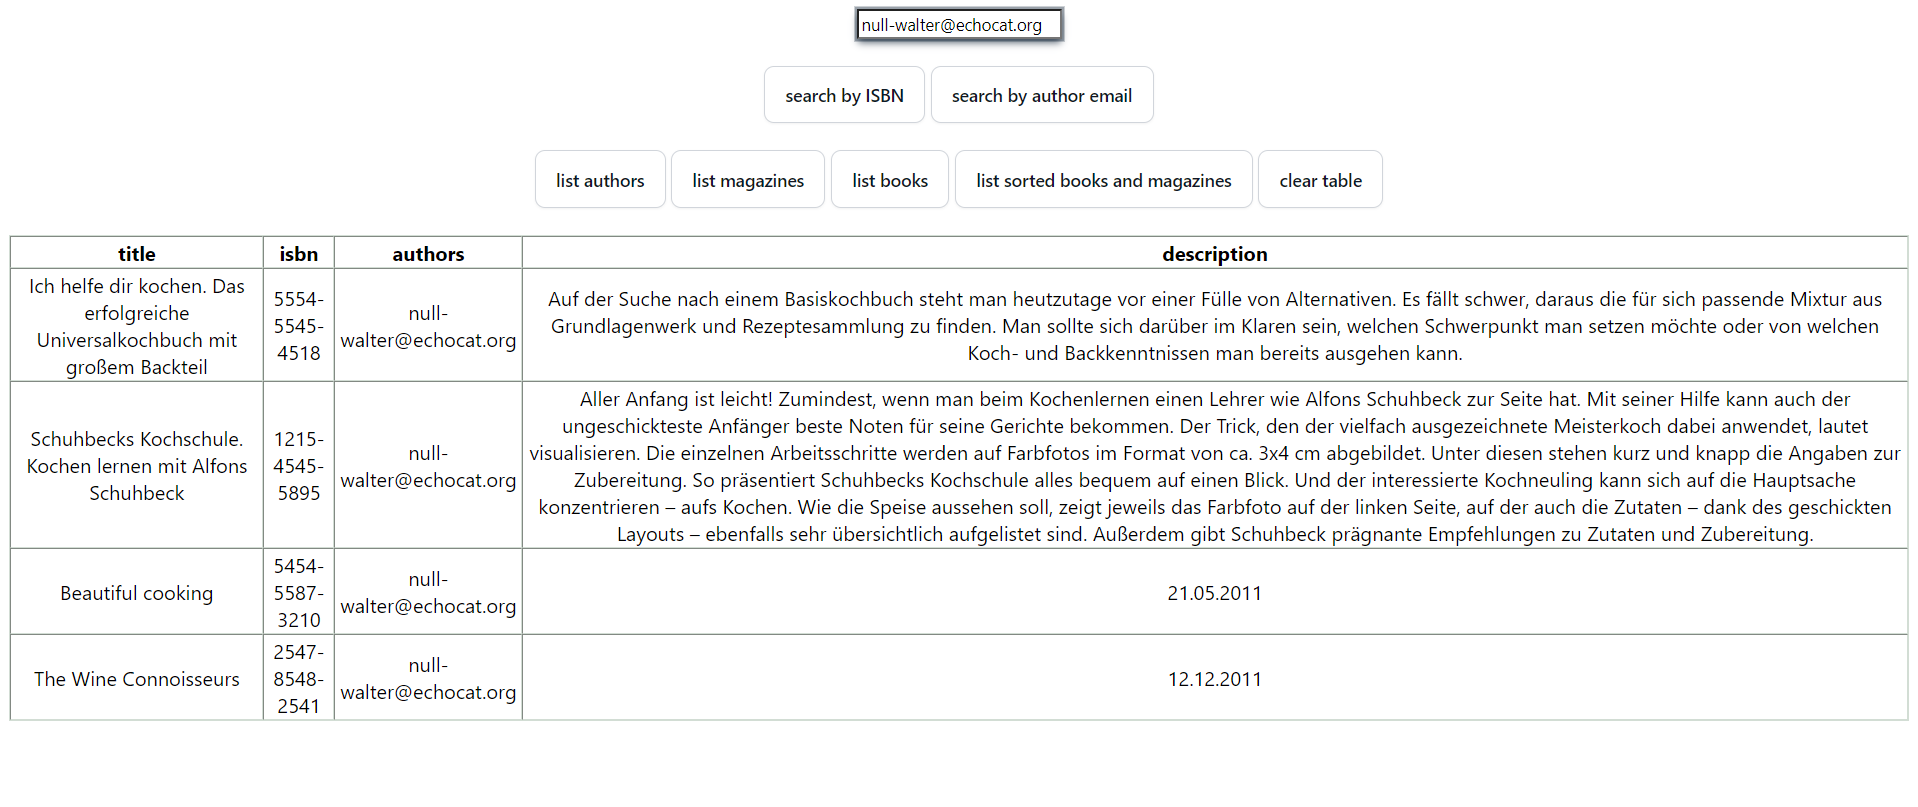 null-walter@echocat.org
search by ISBN search by author email
list authors list magazines list books list sorted books and magazines clear table
title isbn authors description
Ich helfe dir kochen. Das
erfolgreiche
Universalkochbuch mit
großem Backteil
5554-
5545-
4518
null-
walter@echocat.org
Auf der Suche nach einem Basiskochbuch steht man heutzutage vor einer Fülle von Alternativen. Es fällt schwer, daraus die für sich passende Mixtur aus
Grundlagenwerk und Rezeptesammlung zu finden. Man sollte sich darüber im Klaren sein, welchen Schwerpunkt man setzen möchte oder von welchen
Koch- und Backkenntnissen man bereits ausgehen kann.
Schuhbecks Kochschule.
Kochen lernen mit Alfons
Schuhbeck
1215-
4545-
5895
null-
walter@echocat.org
Aller Anfang ist leicht! Zumindest, wenn man beim Kochenlernen einen Lehrer wie Alfons Schuhbeck zur Seite hat. Mit seiner Hilfe kann auch der
ungeschickteste Anfänger beste Noten für seine Gerichte bekommen. Der Trick, den der vielfach ausgezeichnete Meisterkoch dabei anwendet, lautet
visualisieren. Die einzelnen Arbeitsschritte werden auf Farbfotos im Format von ca. 3x4 cm abgebildet. Unter diesen stehen kurz und knapp die Angaben zur
Zubereitung. So präsentiert Schuhbecks Kochschule alles bequem auf einen Blick. Und der interessierte Kochneuling kann sich auf die Hauptsache
konzentrieren – aufs Kochen. Wie die Speise aussehen soll, zeigt jeweils das Farbfoto auf der linken Seite, auf der auch die Zutaten – dank des geschickten
Layouts – ebenfalls sehr übersichtlich aufgelistet sind. Außerdem gibt Schuhbeck prägnante Empfehlungen zu Zutaten und Zubereitung.
Beautiful cooking
5454-
5587-
3210
null-
walter@echocat.org
21.05.2011
The Wine Connoisseurs
2547-
8548-
2541
null-
walter@echocat.org
12.12.2011